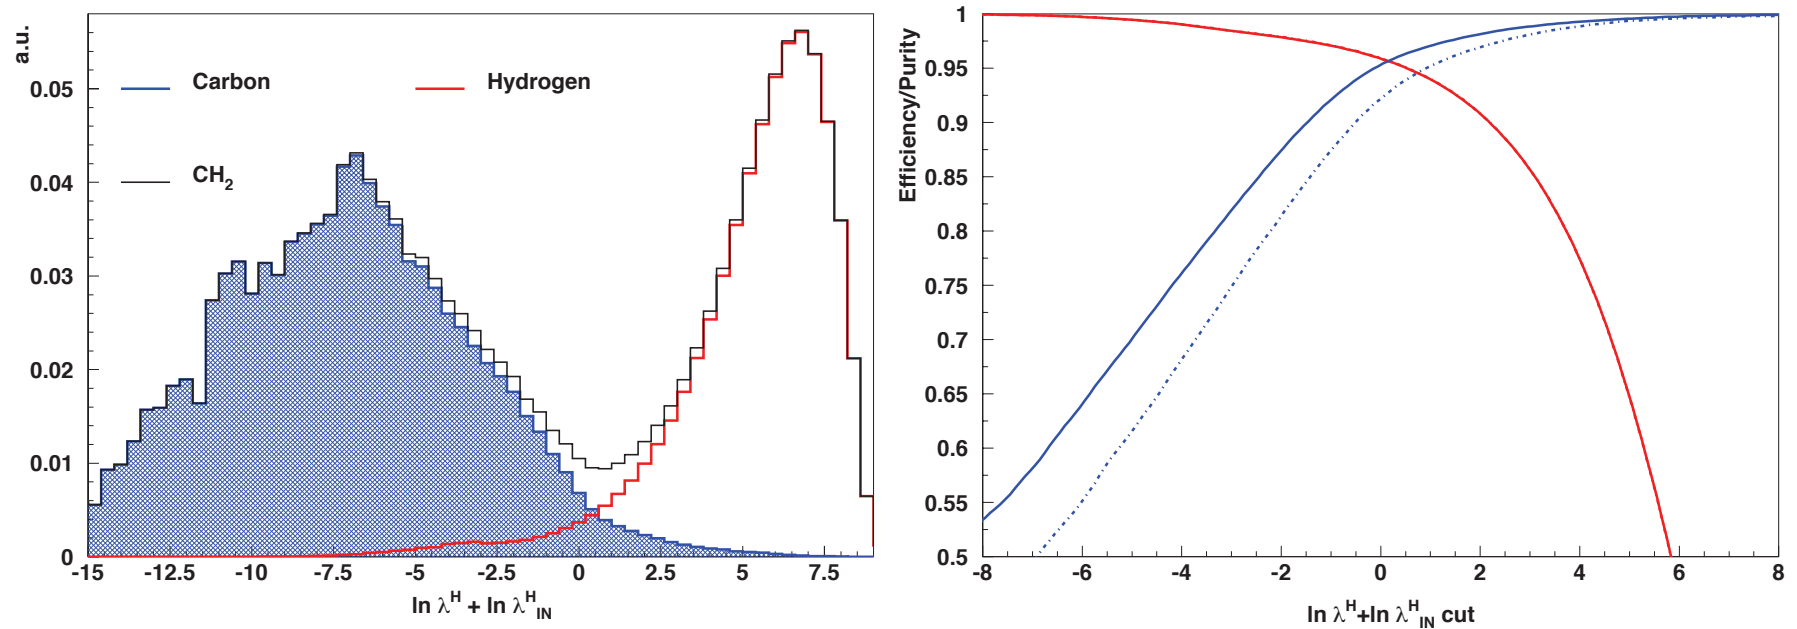 a.u.
Carbon
Hydrogen
CH₂
0.05
0.04
0.03
0.02
0.01
0
-15 -12.5 -10 -7.5 -5 -2.5 0 2.5 5 7.5
ln λᴴ + ln λᴴ_IN
Efficiency/Purity
1
0.95
0.9
0.85
0.8
0.75
0.7
0.65
0.6
0.55
0.5
-8 -6 -4 -2 0 2 4 6 8
ln λᴴ+ln λᴴ_IN cut